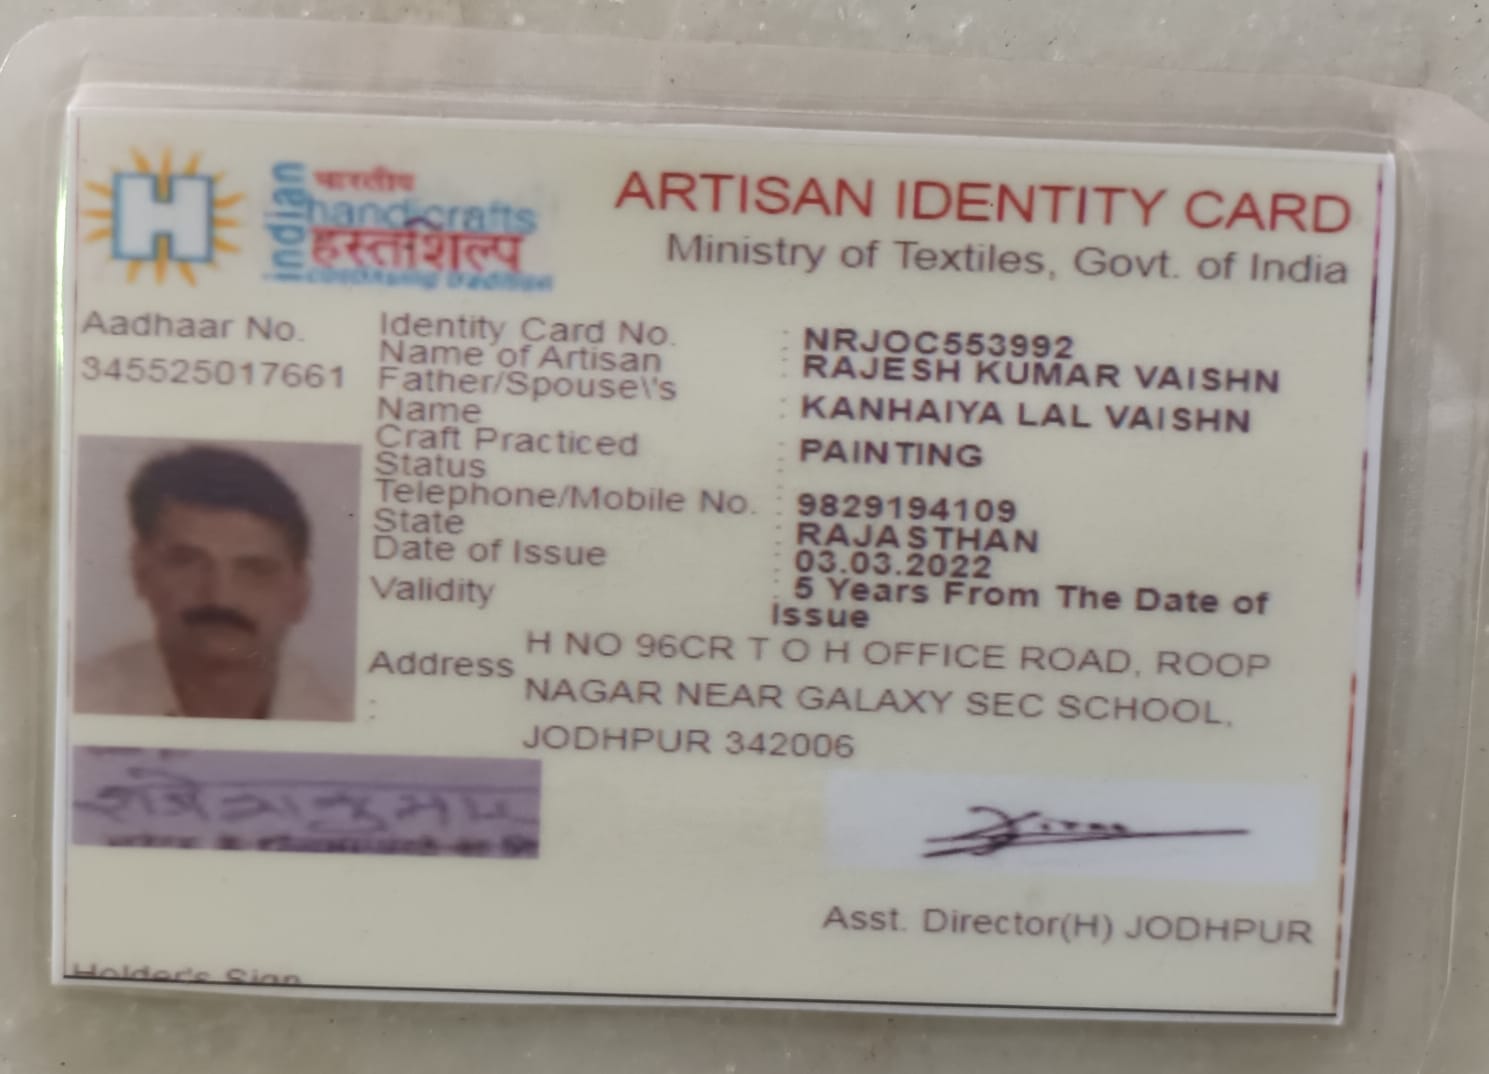 H
indian
भारतीय
handicrafts
हस्तशिल्प
continuing tradition
ARTISAN IDENTITY CARD
Ministry of Textiles, Govt. of India
Aadhaar No.
345525017661
Identity Card No. : NRJOC553992
Name of Artisan : RAJESH KUMAR VAISHN
Father/Spouse\'s
Name : KANHAIYA LAL VAISHN
Craft Practiced : PAINTING
Status :
Telephone/Mobile No. : 9829194109
State : RAJASTHAN
Date of Issue : 03.03.2022
Validity : 5 Years From The Date of
Issue
Address : H NO 96CR T O H OFFICE ROAD, ROOP
NAGAR NEAR GALAXY SEC SCHOOL,
JODHPUR 342006
Asst. Director(H) JODHPUR
Holder's Sign